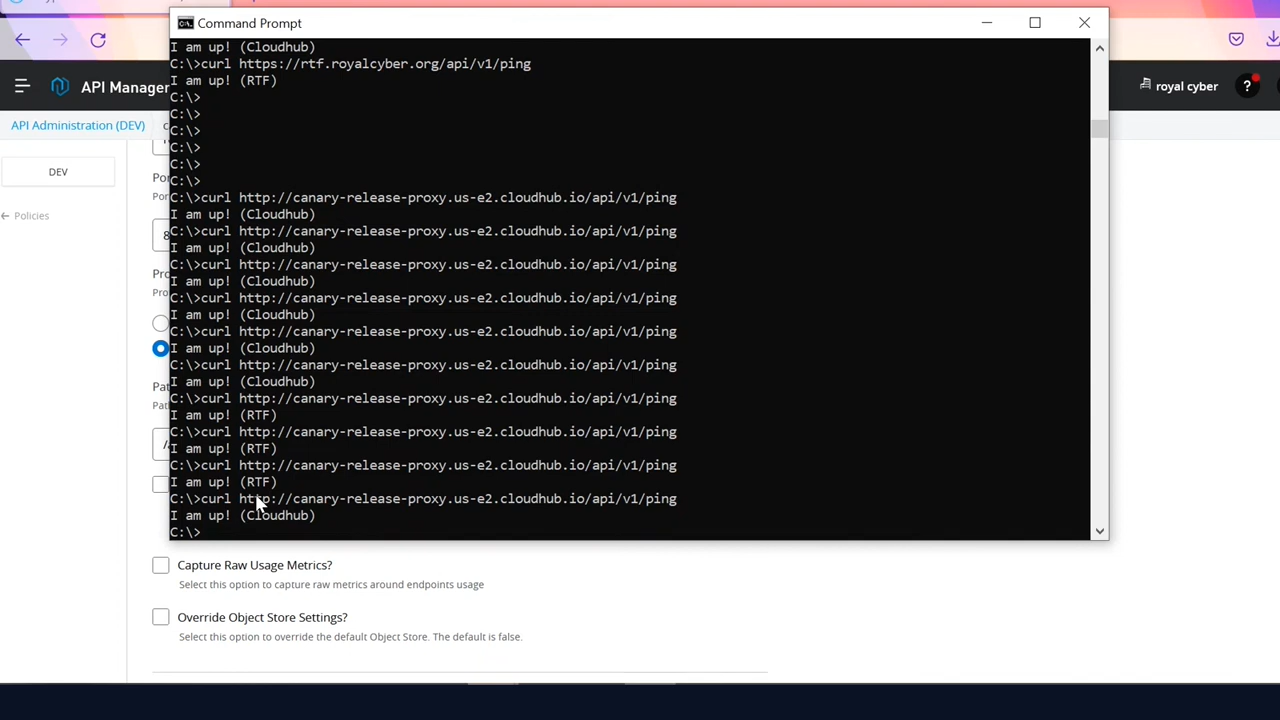 Command Prompt
I am up! (Cloudhub)
C:\>curl https://rtf.royalcyber.org/api/v1/ping
I am up! (RTF)
C:\>
C:\>
C:\>
C:\>
C:\>
C:\>
C:\>curl http://canary-release-proxy.us-e2.cloudhub.io/api/v1/ping
I am up! (Cloudhub)
C:\>curl http://canary-release-proxy.us-e2.cloudhub.io/api/v1/ping
I am up! (Cloudhub)
C:\>curl http://canary-release-proxy.us-e2.cloudhub.io/api/v1/ping
I am up! (Cloudhub)
C:\>curl http://canary-release-proxy.us-e2.cloudhub.io/api/v1/ping
I am up! (Cloudhub)
C:\>curl http://canary-release-proxy.us-e2.cloudhub.io/api/v1/ping
I am up! (Cloudhub)
C:\>curl http://canary-release-proxy.us-e2.cloudhub.io/api/v1/ping
I am up! (Cloudhub)
C:\>curl http://canary-release-proxy.us-e2.cloudhub.io/api/v1/ping
I am up! (RTF)
C:\>curl http://canary-release-proxy.us-e2.cloudhub.io/api/v1/ping
I am up! (RTF)
C:\>curl http://canary-release-proxy.us-e2.cloudhub.io/api/v1/ping
I am up! (RTF)
C:\>curl http://canary-release-proxy.us-e2.cloudhub.io/api/v1/ping
I am up! (Cloudhub)
C:\>
API Manage
royal cyber
?
API Administration (DEV)
DEV
Policies
Capture Raw Usage Metrics?
Select this option to capture raw metrics around endpoints usage
Override Object Store Settings?
Select this option to override the default Object Store. The default is false.